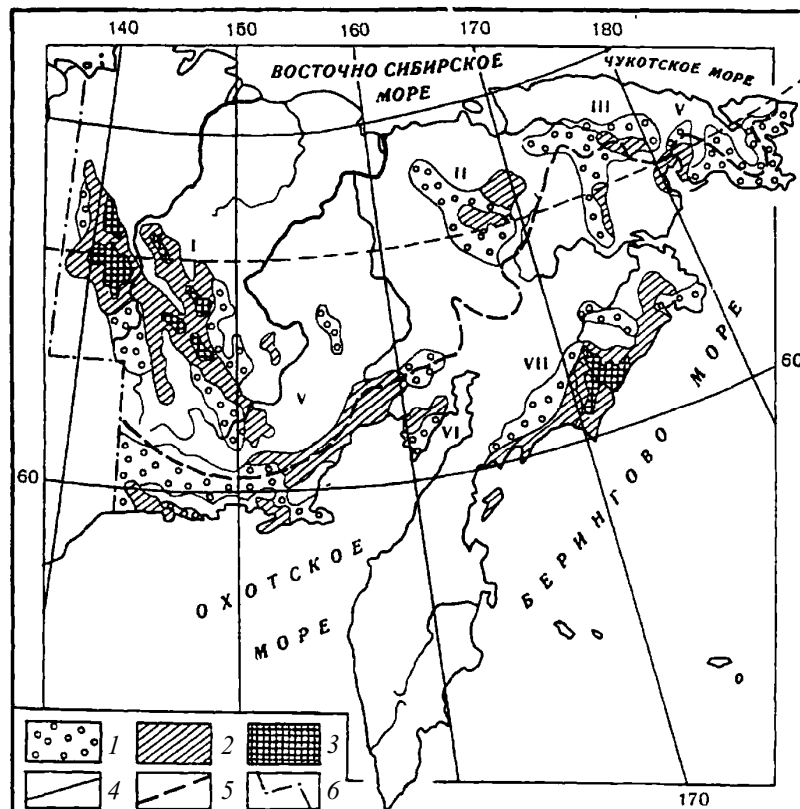 140 150 160 170 180
ВОСТОЧНО СИБИРСКОЕ
МОРЕ
ЧУКОТСКОЕ МОРЕ
III
V
II
I
VII
V
VI
60
60
БЕРИНГОВО МОРЕ
ОХОТСКОЕ
МОРЕ
1 2 3
4 5 6
170